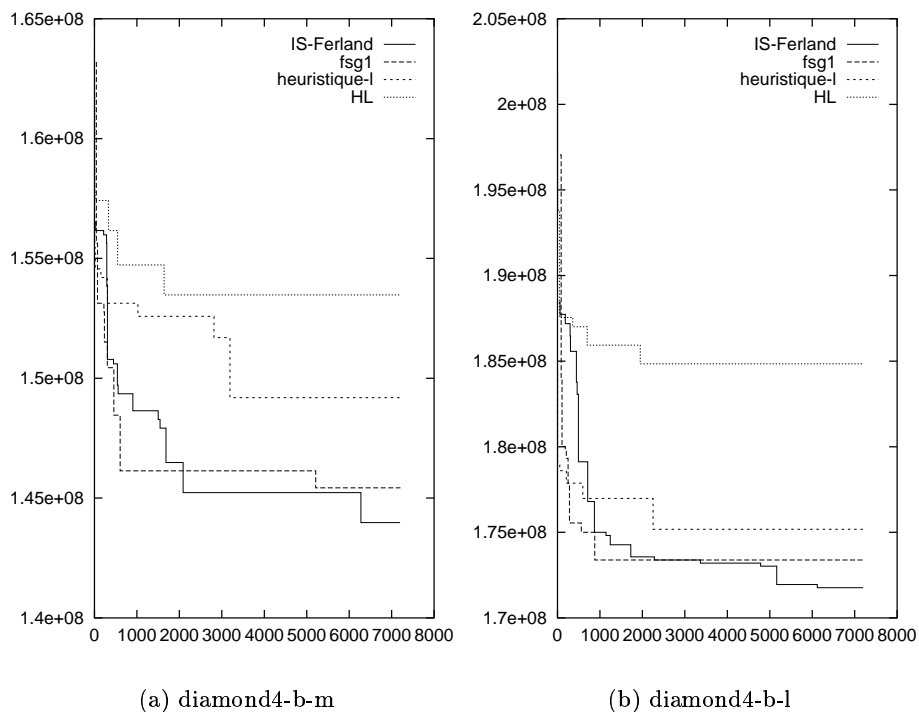 1.65e+08
1.6e+08
1.55e+08
1.5e+08
1.45e+08
1.4e+08
0 1000 2000 3000 4000 5000 6000 7000 8000
IS-Ferland
fsg1
heuristique-l
HL
(a) diamond4-b-m
2.05e+08
2e+08
1.95e+08
1.9e+08
1.85e+08
1.8e+08
1.75e+08
1.7e+08
0 1000 2000 3000 4000 5000 6000 7000 8000
IS-Ferland
fsg1
heuristique-l
HL
(b) diamond4-b-l